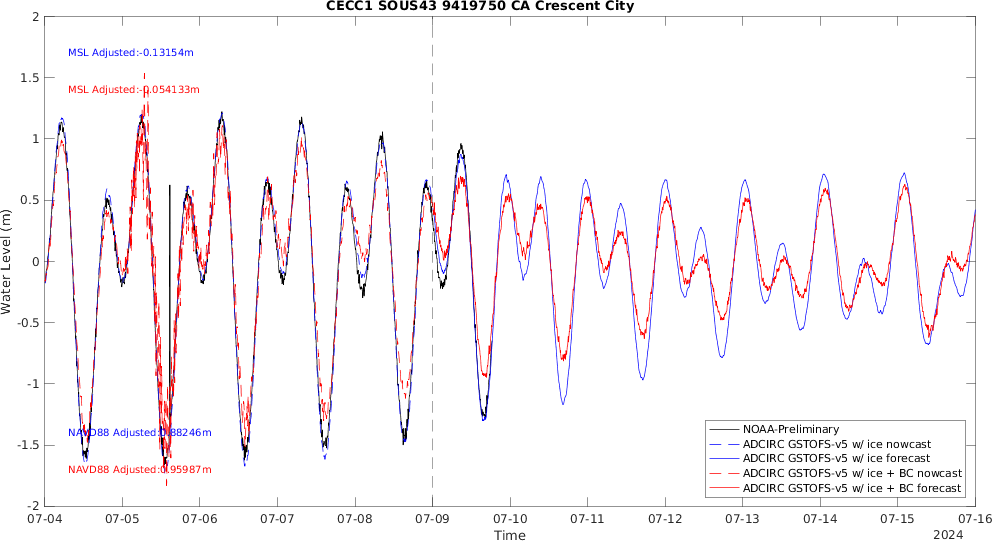 CECC1 SOUS43 9419750 CA Crescent City
2
1.5
1
0.5
0
-0.5
-1
-1.5
-2
Water Level (m)
MSL Adjusted:-0.13154m
MSL Adjusted:-0.054133m
NAVD88 Adjusted:0.88246m
NAVD88 Adjusted:0.95987m
NOAA-Preliminary
ADCIRC GSTOFS-v5 w/ ice nowcast
ADCIRC GSTOFS-v5 w/ ice forecast
ADCIRC GSTOFS-v5 w/ ice + BC nowcast
ADCIRC GSTOFS-v5 w/ ice + BC forecast
07-04 07-05 07-06 07-07 07-08 07-09 07-10 07-11 07-12 07-13 07-14 07-15 07-16
Time
2024